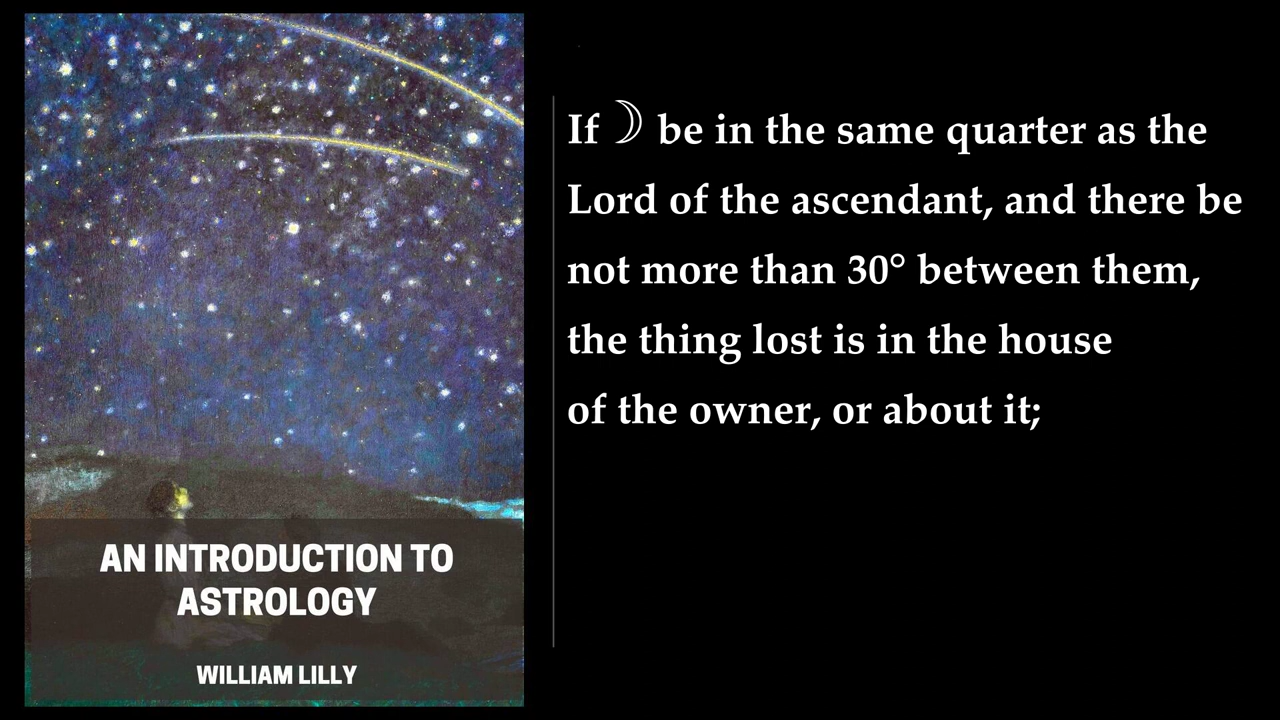 AN INTRODUCTION TO
ASTROLOGY
WILLIAM LILLY
If ☽ be in the same quarter as the
Lord of the ascendant, and there be
not more than 30° between them,
the thing lost is in the house
of the owner, or about it;